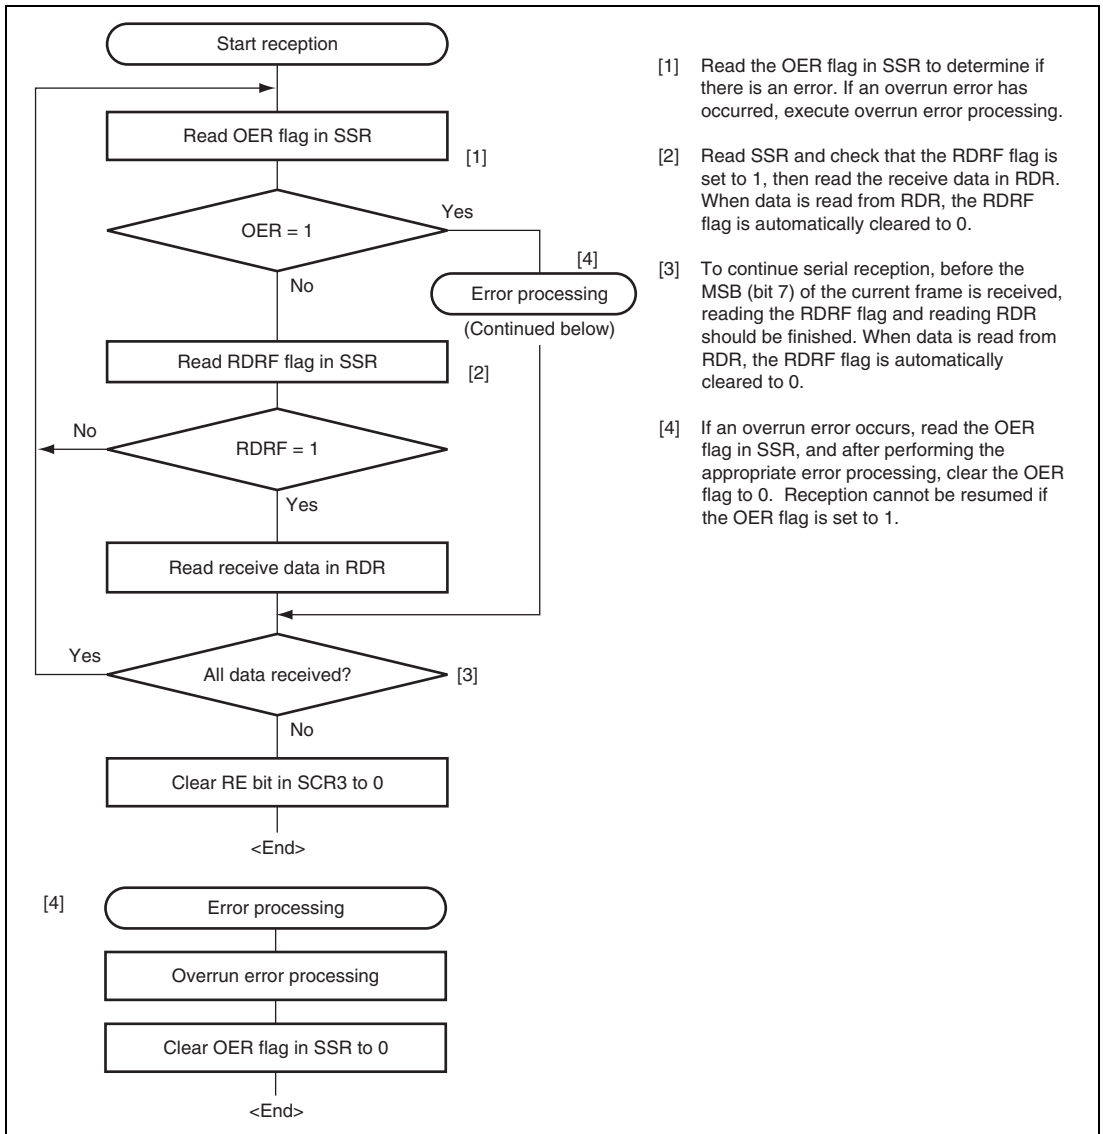 Start reception
Read OER flag in SSR
[1]
OER = 1
Yes
No
[4]
Error processing
(Continued below)
Read RDRF flag in SSR
[2]
RDRF = 1
No
Yes
Read receive data in RDR
All data received?
Yes
[3]
No
Clear RE bit in SCR3 to 0
<End>
[4]
Error processing
Overrun error processing
Clear OER flag in SSR to 0
<End>
[1] Read the OER flag in SSR to determine if
there is an error. If an overrun error has
occurred, execute overrun error processing.
[2] Read SSR and check that the RDRF flag is
set to 1, then read the receive data in RDR.
When data is read from RDR, the RDRF
flag is automatically cleared to 0.
[3] To continue serial reception, before the
MSB (bit 7) of the current frame is received,
reading the RDRF flag and reading RDR
should be finished. When data is read from
RDR, the RDRF flag is automatically
cleared to 0.
[4] If an overrun error occurs, read the OER
flag in SSR, and after performing the
appropriate error processing, clear the OER
flag to 0.  Reception cannot be resumed if
the OER flag is set to 1.